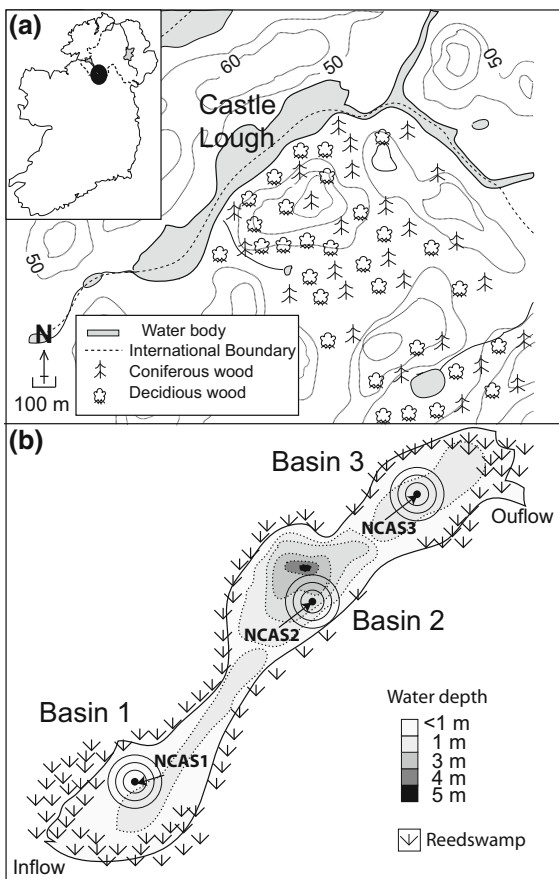 (a)
60
50
50
Castle
Lough
50
N
100 m
Water body
International Boundary
Coniferous wood
Decidious wood
(b)
Basin 3
NCAS3
Ouflow
NCAS2
Basin 2
Basin 1
NCAS1
Inflow
Water depth
<1 m
1 m
3 m
4 m
5 m
Reedswamp